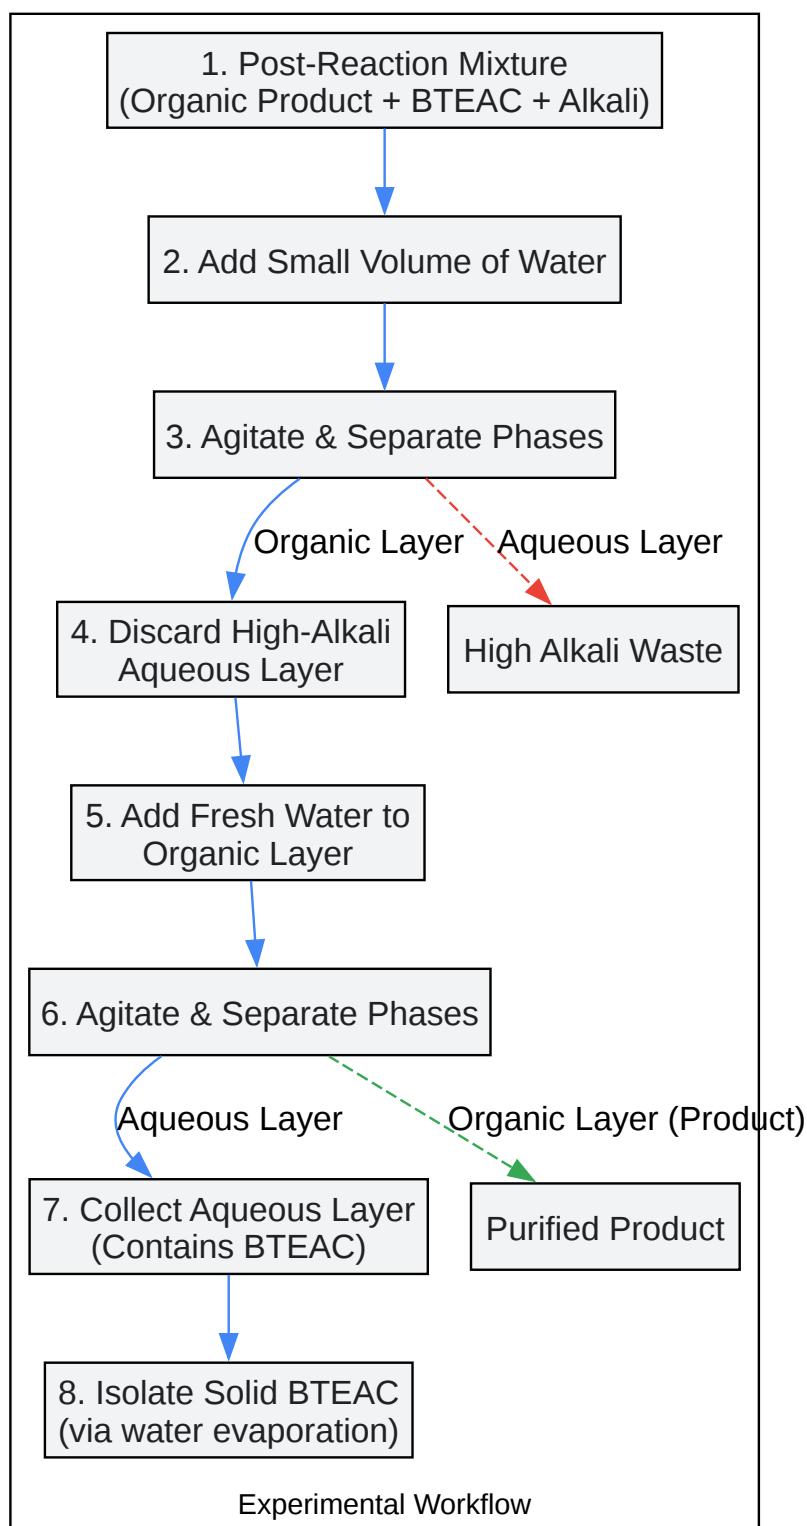 1. Post-Reaction Mixture
(Organic Product + BTEAC + Alkali)
2. Add Small Volume of Water
3. Agitate & Separate Phases
Organic Layer
Aqueous Layer
4. Discard High-Alkali
Aqueous Layer
High Alkali Waste
5. Add Fresh Water to
Organic Layer
6. Agitate & Separate Phases
Aqueous Layer
Organic Layer (Product)
7. Collect Aqueous Layer
(Contains BTEAC)
Purified Product
8. Isolate Solid BTEAC
(via water evaporation)
Experimental Workflow